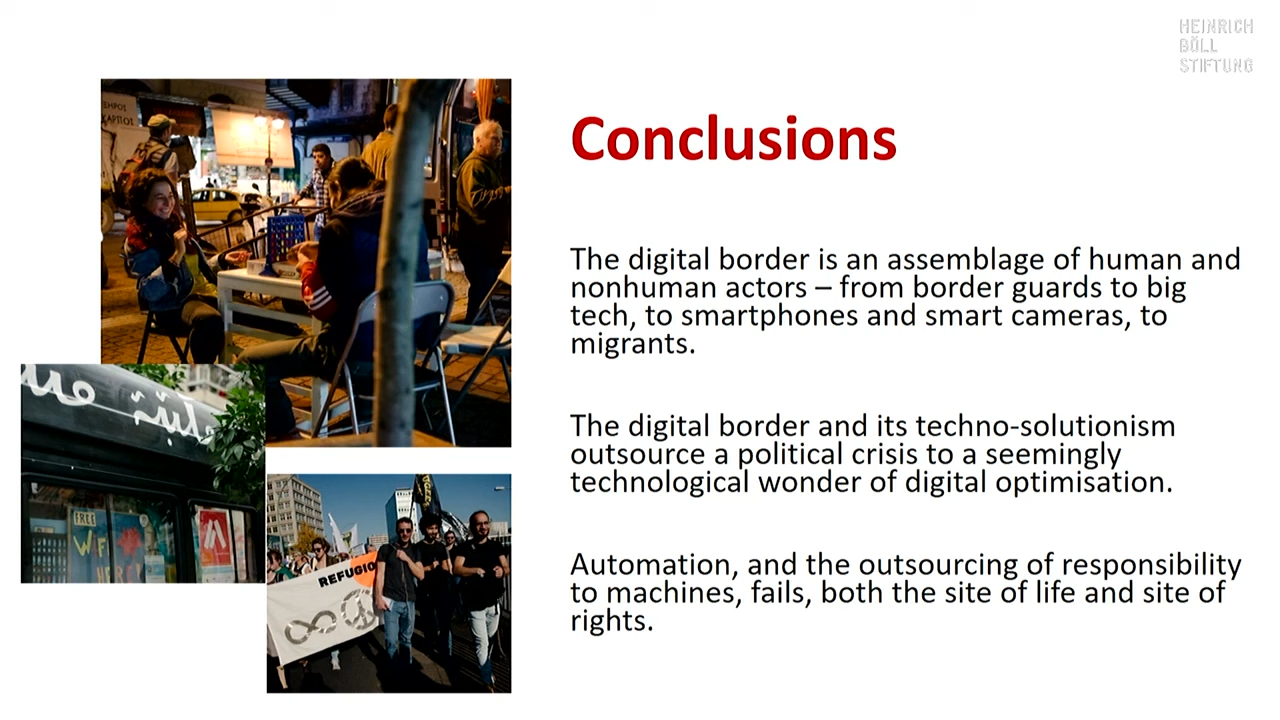 HEINRICH
BÖLL
STIFTUNG
Conclusions
The digital border is an assemblage of human and
nonhuman actors – from border guards to big
tech, to smartphones and smart cameras, to
migrants.
The digital border and its techno-solutionism
outsource a political crisis to a seemingly
technological wonder of digital optimisation.
Automation, and the outsourcing of responsibility
to machines, fails, both the site of life and site of
rights.
FREE
REFUGIO